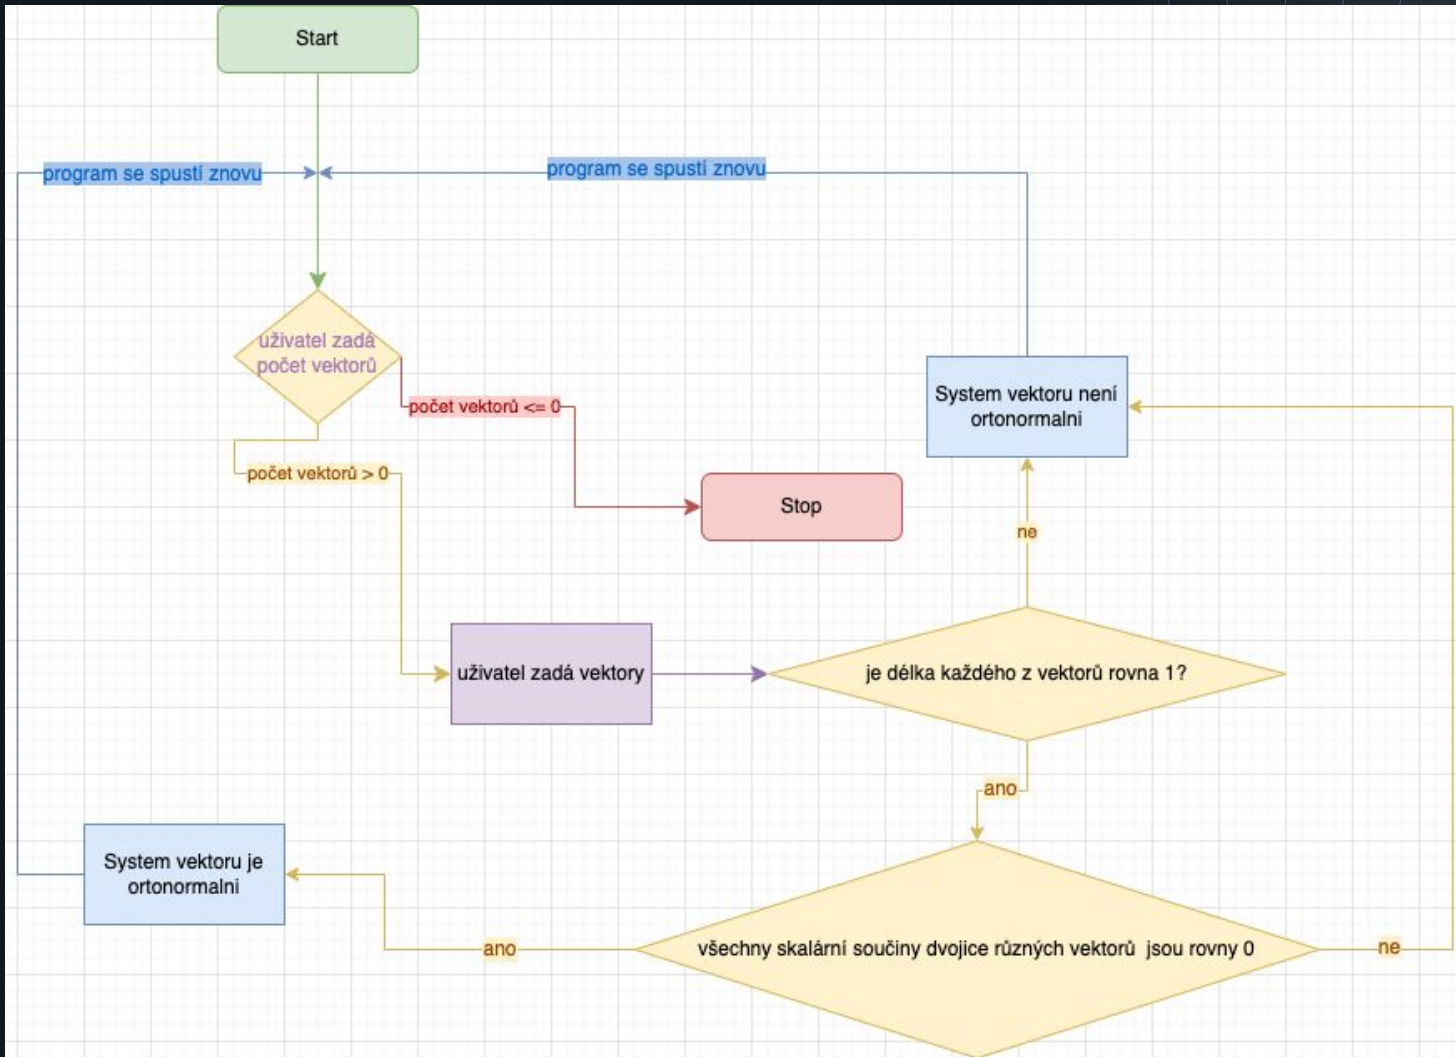 Start
program se spustí znovu
program se spustí znovu
uživatel zadá
počet vektorů
počet vektorů <= 0
počet vektorů > 0
System vektoru není
ortonormalni
Stop
ne
uživatel zadá vektory
je délka každého z vektorů rovna 1?
ano
System vektoru je
ortonormalni
ano
všechny skalární součiny dvojice různých vektorů jsou rovny 0
ne